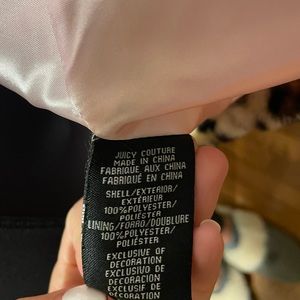 JUICY COUTURE
MADE IN CHINA
FABRIQUE AUX CHINA
FABRIQUÉ EN CHINA
SHELL/EXTERIOR/
EXTÉRIEUR
100%POLYESTER/
POLIÉSTER
LINING/FORRO/DOUBLURE
100%POLYESTER/
POLIÉSTER
EXCLUSIVE OF
DECORATION
EXCLUSIVO DE
DECORACIÓN
EXCLUSIF DE
DECORATION